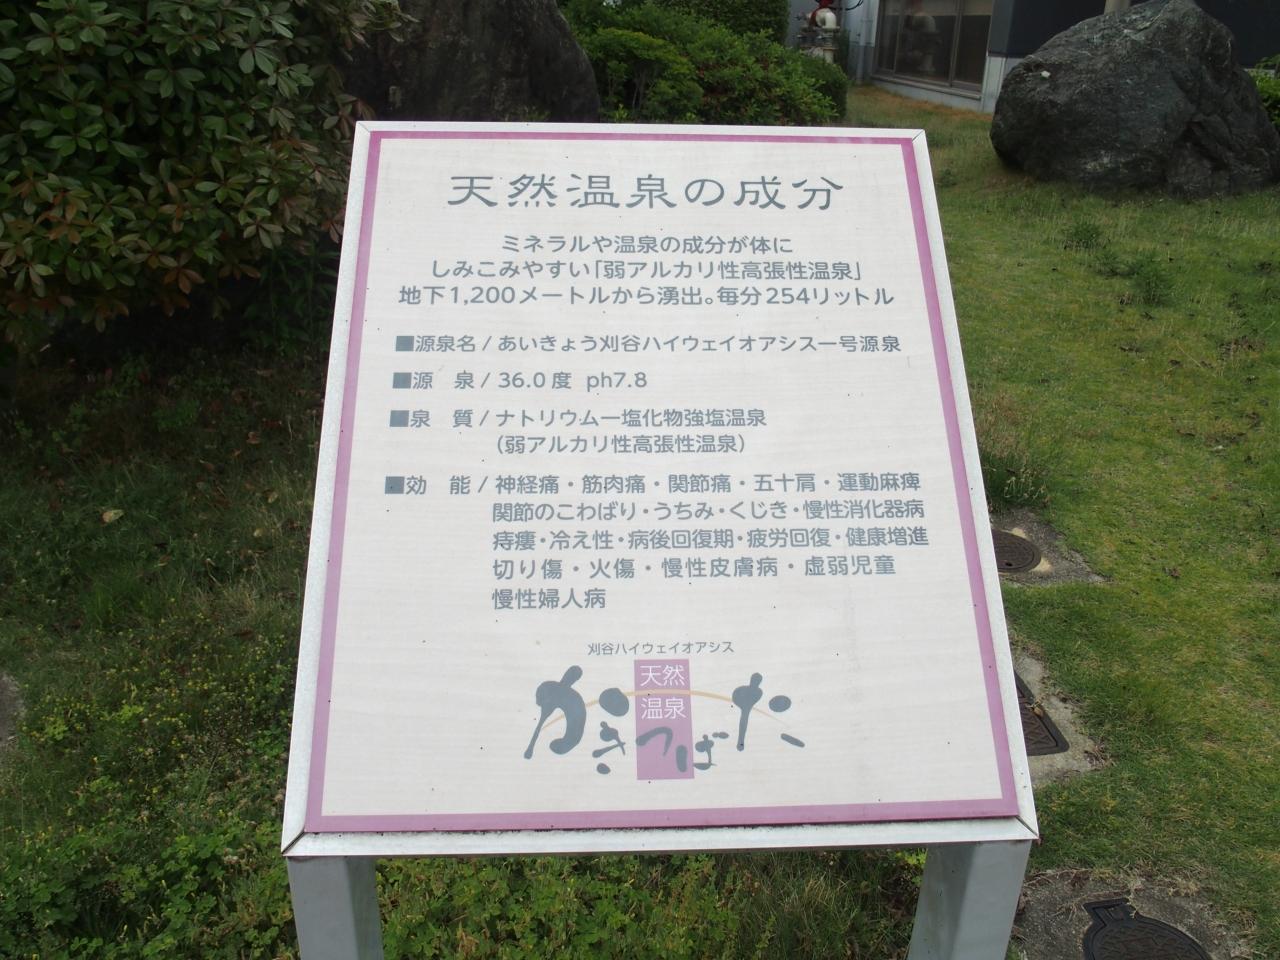 天然温泉の成分
ミネラルや温泉の成分が体に
しみこみやすい「弱アルカリ性高張性温泉」
地下1,200メートルから湧出。毎分254リットル
■源泉名/あいきょう刈谷ハイウェイオアシス一号源泉
■源 泉/36.0度 ph7.8
■泉 質/ナトリウム―塩化物強塩温泉
(弱アルカリ性高張性温泉)
■効 能/神経痛・筋肉痛・関節痛・五十肩・運動麻痺
関節のこわばり・うちみ・くじき・慢性消化器病
痔瘻・冷え性・病後回復期・疲労回復・健康増進
切り傷・火傷・慢性皮膚病・虚弱児童
慢性婦人病
刈谷ハイウェイオアシス
天然
温泉
かきつばた